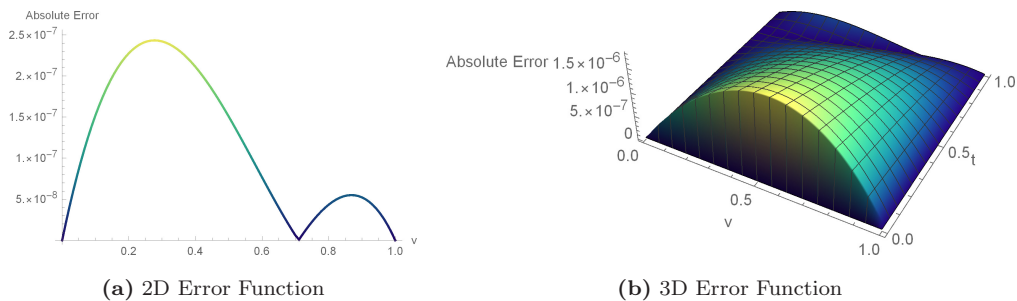 Absolute Error
2.5×10⁻⁷
2.×10⁻⁷
1.5×10⁻⁷
1.×10⁻⁷
5.×10⁻⁸
0.2 0.4 0.6 0.8 1.0 v
(a) 2D Error Function
Absolute Error 1.5×10⁻⁶
1.×10⁻⁶
5.×10⁻⁷
0
0.0
0.5
v
1.0
0.0
0.5
t
1.0
(b) 3D Error Function